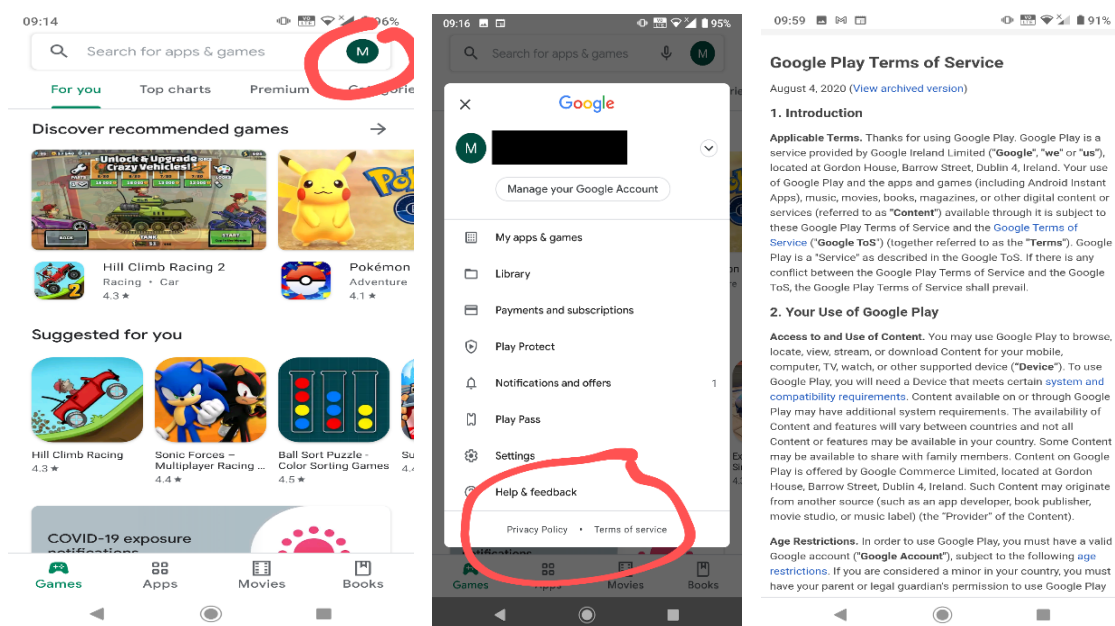 09:14
96%
Search for apps & games
M
For you
Top charts
Premium
Categories
Discover recommended games
Unlock & Upgrade
Crazy Vehicles!
PARTS
LOOKS
TANK
START
Hill Climb Racing 2
Racing • Car
4.3 ★
Pokémon
Adventure
4.1 ★
Suggested for you
Hill Climb Racing
4.3 ★
Sonic Forces –
Multiplayer Racing ...
4.4 ★
Ball Sort Puzzle -
Color Sorting Games
4.5 ★
Su
4.
COVID-19 exposure
notifications
Games
Apps
Movies
Books
09:16
95%
Search for apps & games
M
Google
M
Manage your Google Account
My apps & games
Library
Payments and subscriptions
Play Protect
Notifications and offers
1
Play Pass
Settings
Help & feedback
Privacy Policy • Terms of service
notifications
Games
Apps
Movies
Books
09:59
91%
Google Play Terms of Service
August 4, 2020 (View archived version)
1. Introduction
Applicable Terms. Thanks for using Google Play. Google Play is a
service provided by Google Ireland Limited ("Google", "we" or "us"),
located at Gordon House, Barrow Street, Dublin 4, Ireland. Your use
of Google Play and the apps and games (including Android Instant
Apps), music, movies, books, magazines, or other digital content or
services (referred to as "Content") available through it is subject to
these Google Play Terms of Service and the Google Terms of
Service ("Google ToS") (together referred to as the "Terms"). Google
Play is a "Service" as described in the Google ToS. If there is any
conflict between the Google Play Terms of Service and the Google
ToS, the Google Play Terms of Service shall prevail.
2. Your Use of Google Play
Access to and Use of Content. You may use Google Play to browse,
locate, view, stream, or download Content for your mobile,
computer, TV, watch, or other supported device ("Device"). To use
Google Play, you will need a Device that meets certain system and
compatibility requirements. Content available on or through Google
Play may have additional system requirements. The availability of
Content and features will vary between countries and not all
Content or features may be available in your country. Some Content
may be available to share with family members. Content on Google
Play is offered by Google Commerce Limited, located at Gordon
House, Barrow Street, Dublin 4, Ireland. Such Content may originate
from another source (such as an app developer, book publisher,
movie studio, or music label) (the "Provider" of the Content).
Age Restrictions. In order to use Google Play, you must have a valid
Google account ("Google Account"), subject to the following age
restrictions. If you are considered a minor in your country, you must
have your parent or legal guardian's permission to use Google Play